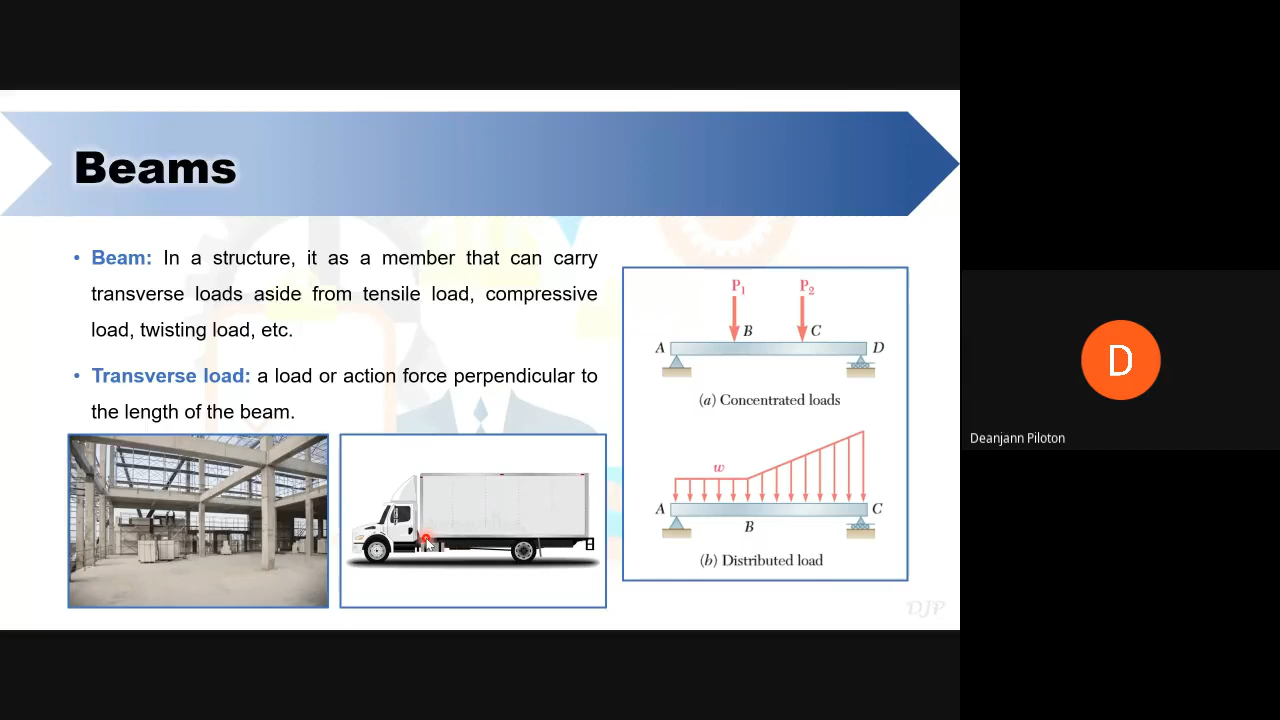 Beams
• Beam: In a structure, it as a member that can carry
transverse loads aside from tensile load, compressive
load, twisting load, etc.
• Transverse load: a load or action force perpendicular to
the length of the beam.
P₁ P₂
B C
A D
(a) Concentrated loads
w
A C
B
(b) Distributed load
DJP
D
Deanjann Piloton